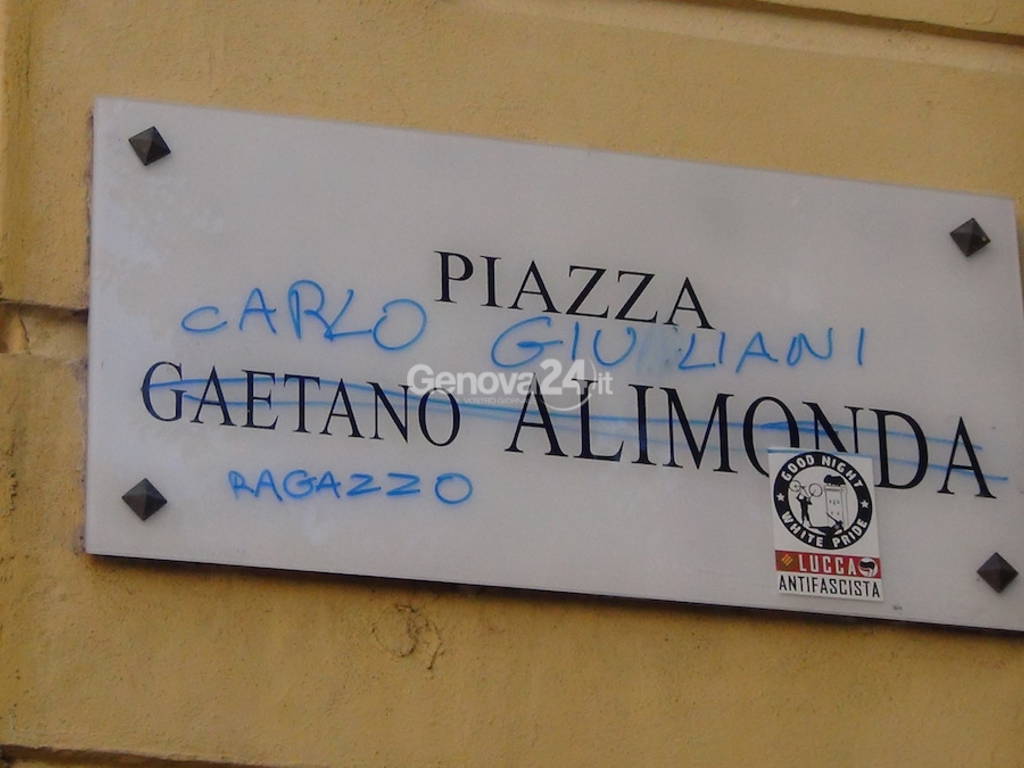 PIAZZA
CARLO GIULIANI
GAETANO ALIMONDA
RAGAZZO
Genova24.it
GOOD NIGHT
WHITE PRIDE
LUCCA
ANTIFASCISTA